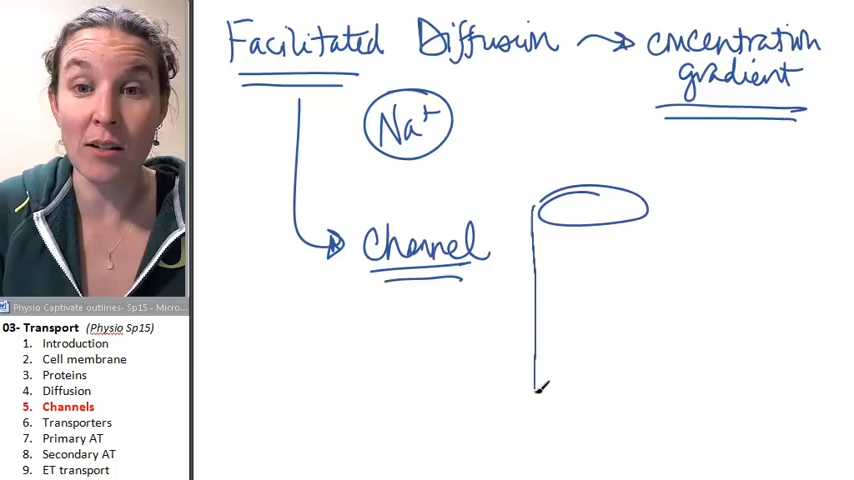 Facilitated Diffusion → concentration
gradient
Na+
Channel
Physio Captivate outlines- Sp15 - Micro...
03- Transport (Physio Sp15)
1. Introduction
2. Cell membrane
3. Proteins
4. Diffusion
5. Channels
6. Transporters
7. Primary AT
8. Secondary AT
9. ET transport